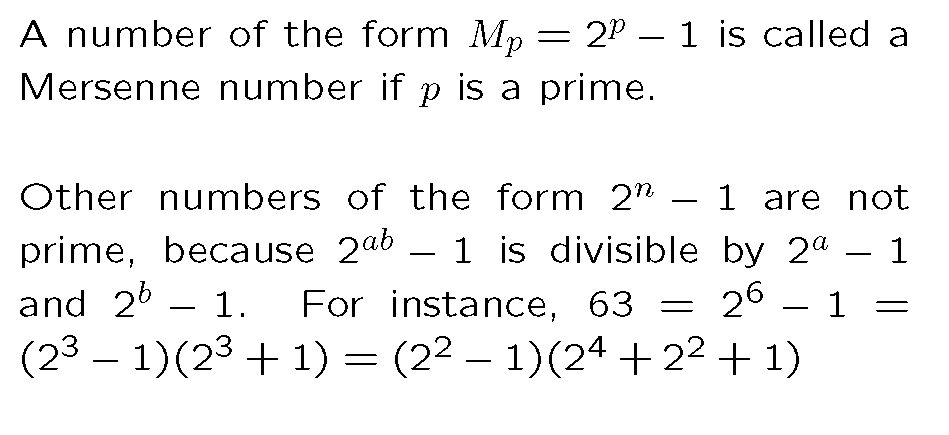 A number of the form $M_p = 2^p - 1$ is called a
Mersenne number if $p$ is a prime.
Other numbers of the form $2^n - 1$ are not
prime, because $2^{ab} - 1$ is divisible by $2^a - 1$
and $2^b - 1$. For instance, $63 = 2^6 - 1 =$
$(2^3 - 1)(2^3 + 1) = (2^2 - 1)(2^4 + 2^2 + 1)$